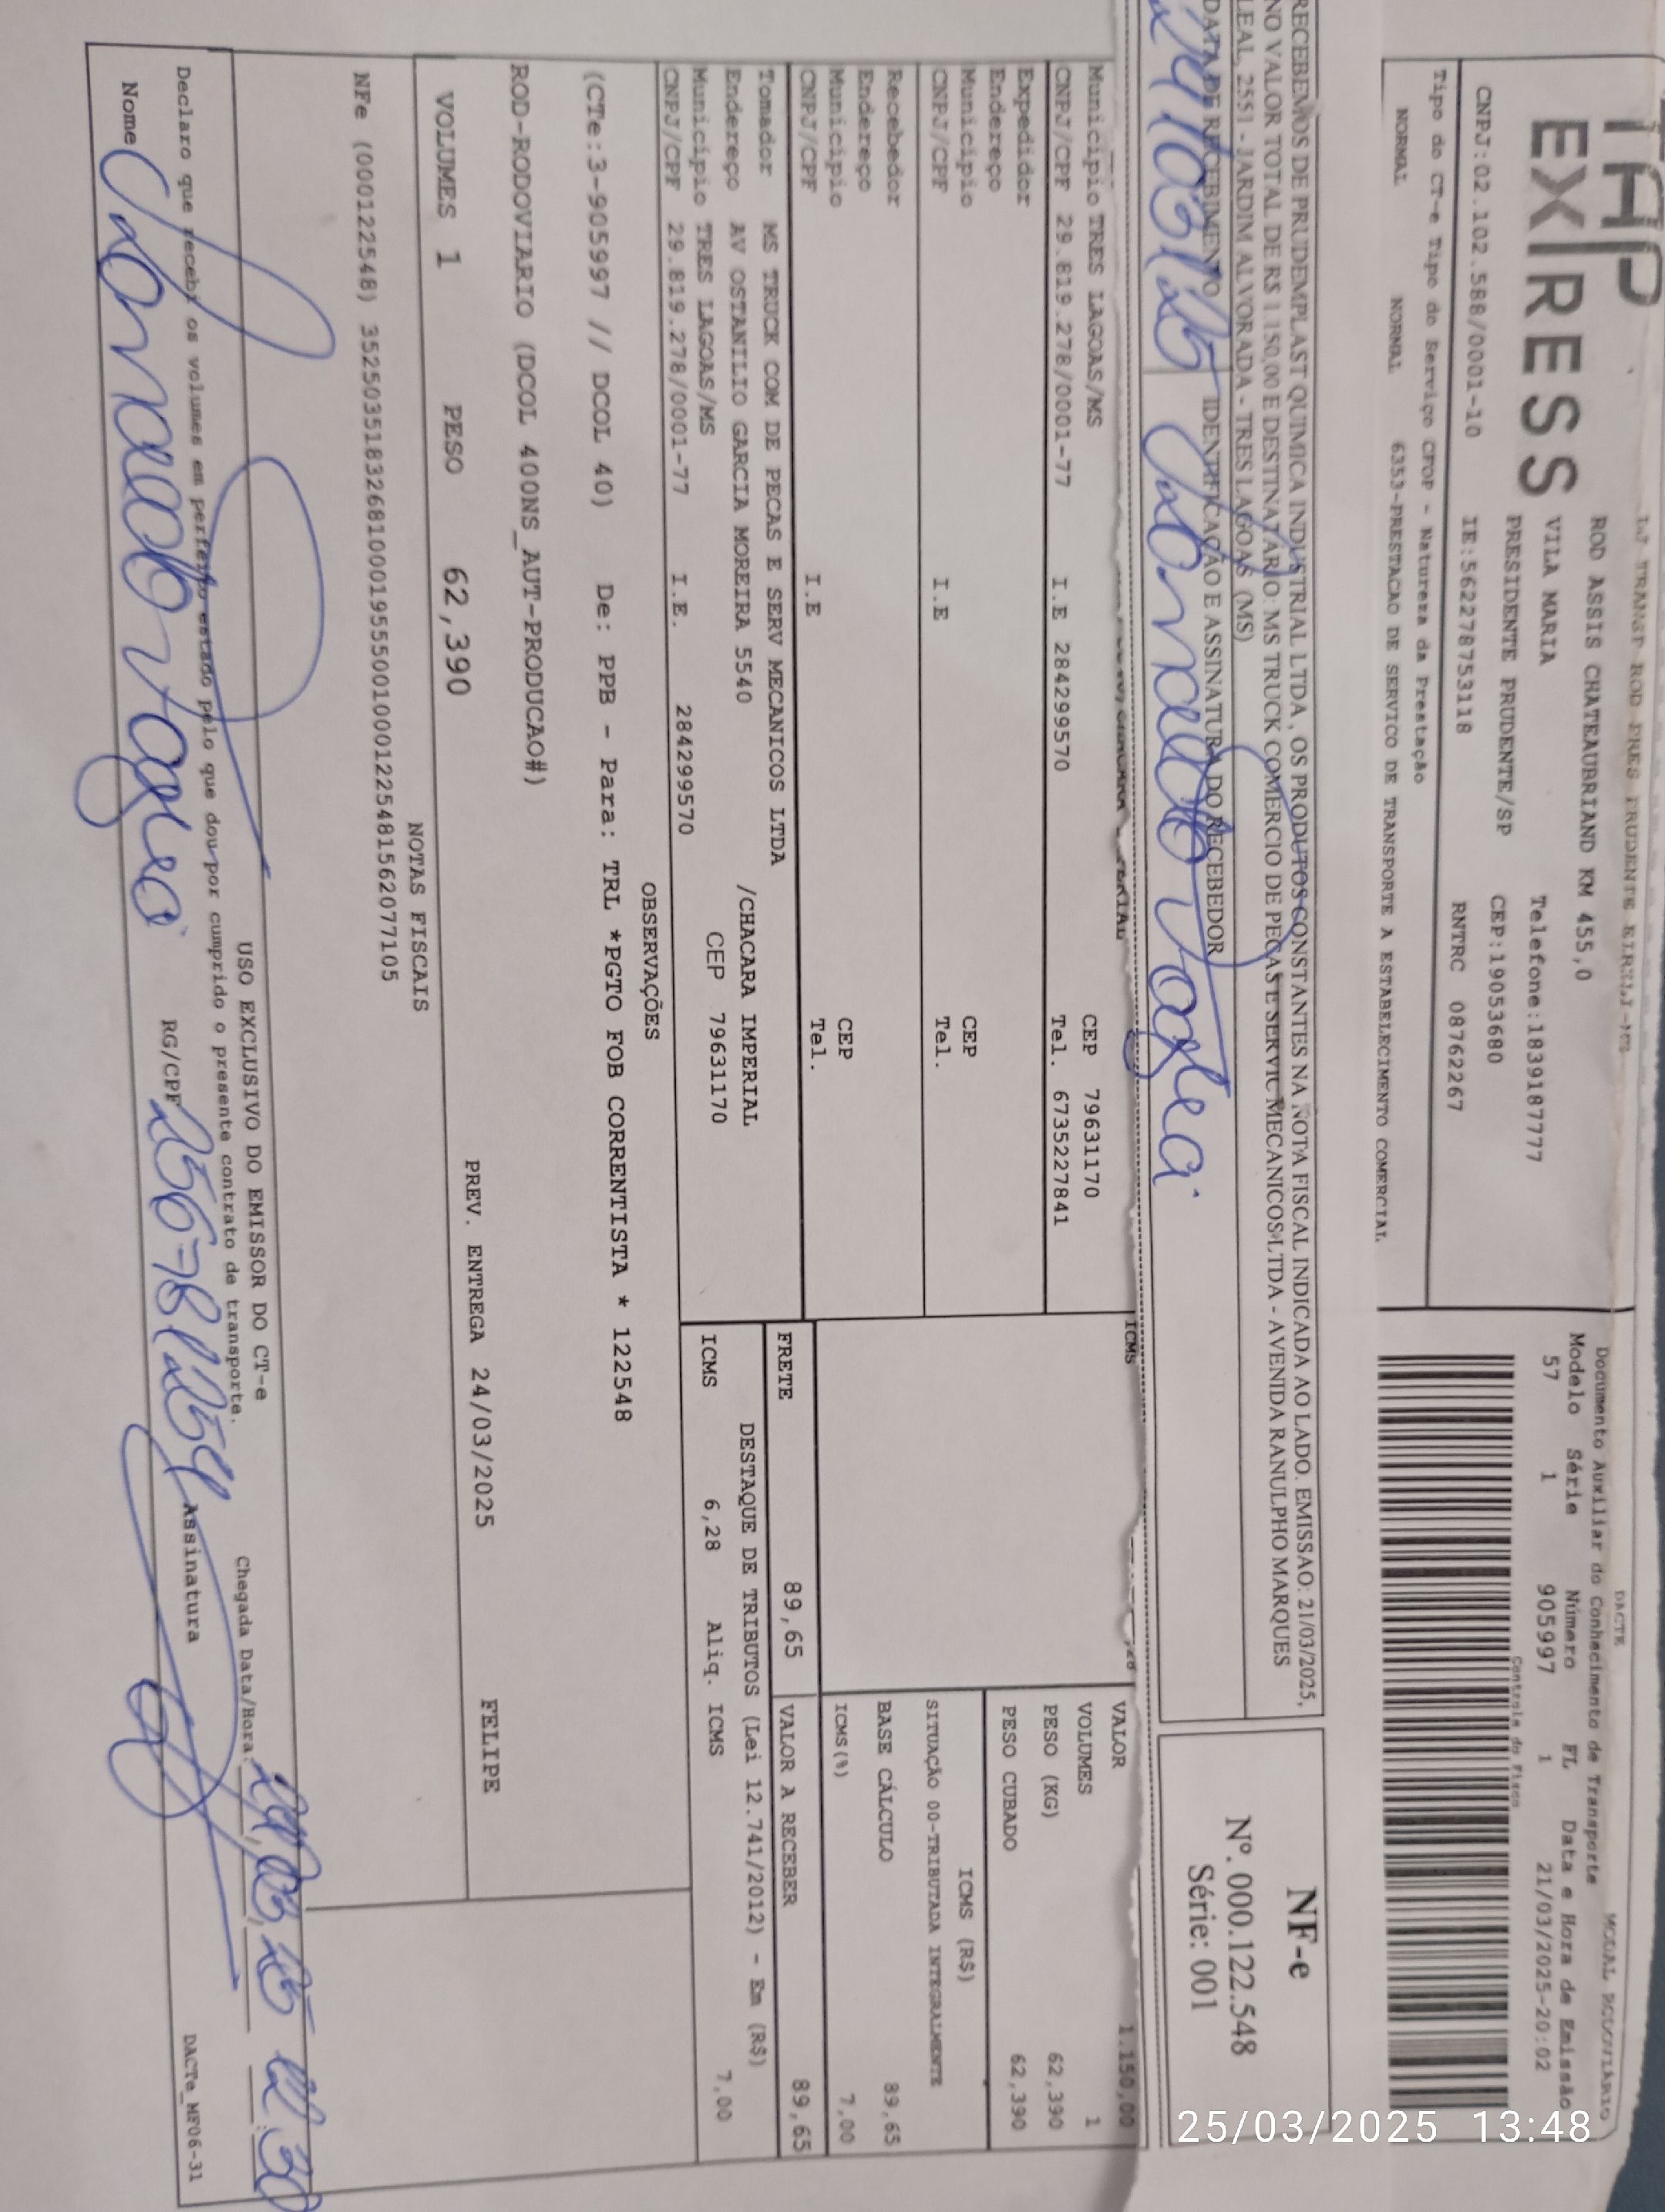 TAP
EXPRESS
ROD ASSIS CHATEAUBRIAND KM 455,0
VILA MARIA Telefone:1839187777
PRESIDENTE PRUDENTE/SP CEP:19053680
CNPJ:02.102.588/0001-10 IE:562278753118 RNTRC 08762267
Tipo do CT-e Tipo do Serviço CFOP - Natureza da Prestação
NORMAL NORMAL 6353-PRESTACAO DE SERVICO DE TRANSPORTE A ESTABELECIMENTO COMERCIAL
DACTE
MODAL RODOVIÁRIO
Documento Auxiliar do Conhecimento de Transporte
Modelo Série Número FL Data e Hora de Emissão
57 1 905997 1 21/03/2025-20:02
Controle do Fisco
RECEBEMOS DE PRUDEMPLAST QUIMICA INDUSTRIAL LTDA , OS PRODUTOS CONSTANTES NA NOTA FISCAL INDICADA AO LADO. EMISSAO: 21/03/2025,
NO VALOR TOTAL DE R$ 1.150,00 E DESTINATÁRIO: MS TRUCK COMERCIO DE PEÇAS E SERVIC MECANICOS LTDA - AVENIDA RANULPHO MARQUES
LEAL, 2551 - JARDIM ALVORADA - TRES LAGOAS (MS)
DATA DE RECEBIMENTO IDENTIFICAÇÃO E ASSINATURA DO RECEBEDOR
NF-e
Nº. 000.122.548
Série: 001
ICMS
Município TRES LAGOAS/MS CEP 79631170
CNPJ/CPF 29.819.278/0001-77 I.E 284299570 Tel. 6735227841
Expedidor
Endereço
Município CEP
CNPJ/CPF I.E Tel.
Recebedor
Endereço
Município CEP
CNPJ/CPF I.E Tel.
Tomador MS TRUCK COM DE PECAS E SERV MECANICOS LTDA
Endereço AV OSTANILIO GARCIA MOREIRA 5540 /CHACARA IMPERIAL
Município TRES LAGOAS/MS CEP 79631170
CNPJ/CPF 29.819.278/0001-77 I.E. 284299570
VALOR 1.150,00
VOLUMES 1
PESO (KG) 62,390
PESO CUBADO 62,390
ICMS (R$)
SITUAÇÃO 00-TRIBUTADA INTEGRALMENTE
BASE CÁLCULO 89,65
ICMS(%) 7,00
FRETE 89,65 VALOR A RECEBER 89,65
DESTAQUE DE TRIBUTOS (Lei 12.741/2012) - Em (R$)
ICMS 6,28 Aliq. ICMS 7,00
OBSERVAÇÕES
(CTe:3-905997 // DCOL 40) De: PPB - Para: TRL *PGTO FOB CORRENTISTA * 122548
ROD-RODOVIARIO (DCOL 400NS_AUT-PRODUCAO#)
VOLUMES 1 PESO 62,390 PREV. ENTREGA 24/03/2025 FELIPE
NOTAS FISCAIS
NFe (000122548) 35250351832681000195550010001225481562077105
USO EXCLUSIVO DO EMISSOR DO CT-e
Declaro que recebi os volumes em perfeito estado pelo que dou por cumprido o presente contrato de transporte. Chegada Data/Hora:
Nome RG/CPF Assinatura
DACTe_MF06-31
25/03/2025 13:48